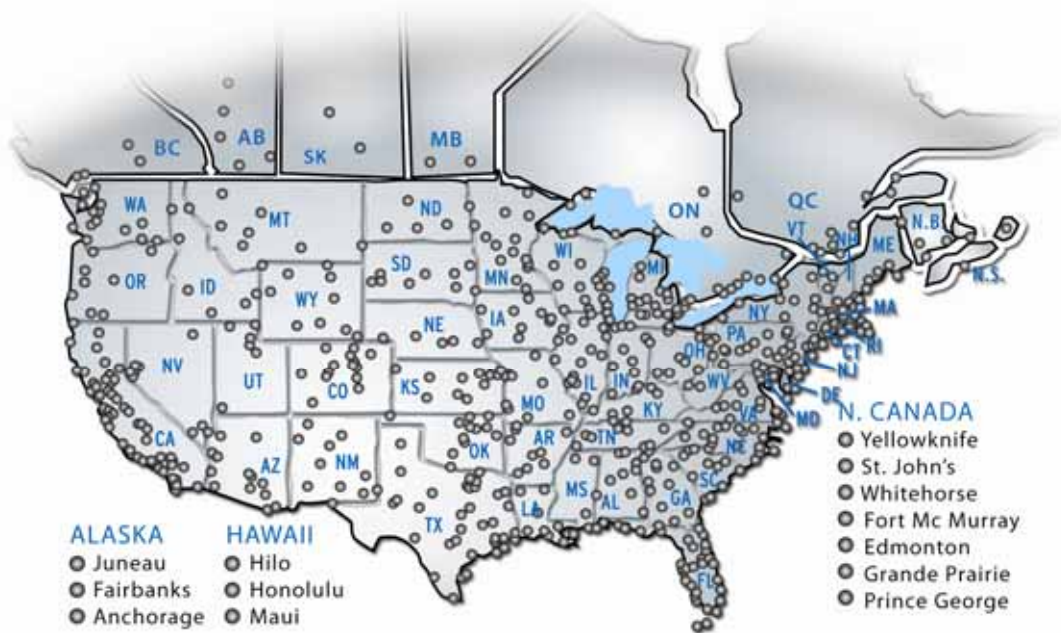 BC
AB
SK
MB
ON
QC
VT
NH
ME
N.B
N.S.
WA
MT
ND
MN
WI
MI
OR
ID
WY
SD
IA
NE
NY
MA
PA
CT
RI
NJ
NV
UT
CO
KS
MO
IL
IN
OH
WV
VA
DE
MD
KY
CA
AZ
NM
OK
AR
TN
NC
SC
TX
LA
MS
AL
GA
FL
ALASKA
Juneau
Fairbanks
Anchorage
HAWAII
Hilo
Honolulu
Maui
N. CANADA
Yellowknife
St. John's
Whitehorse
Fort Mc Murray
Edmonton
Grande Prairie
Prince George